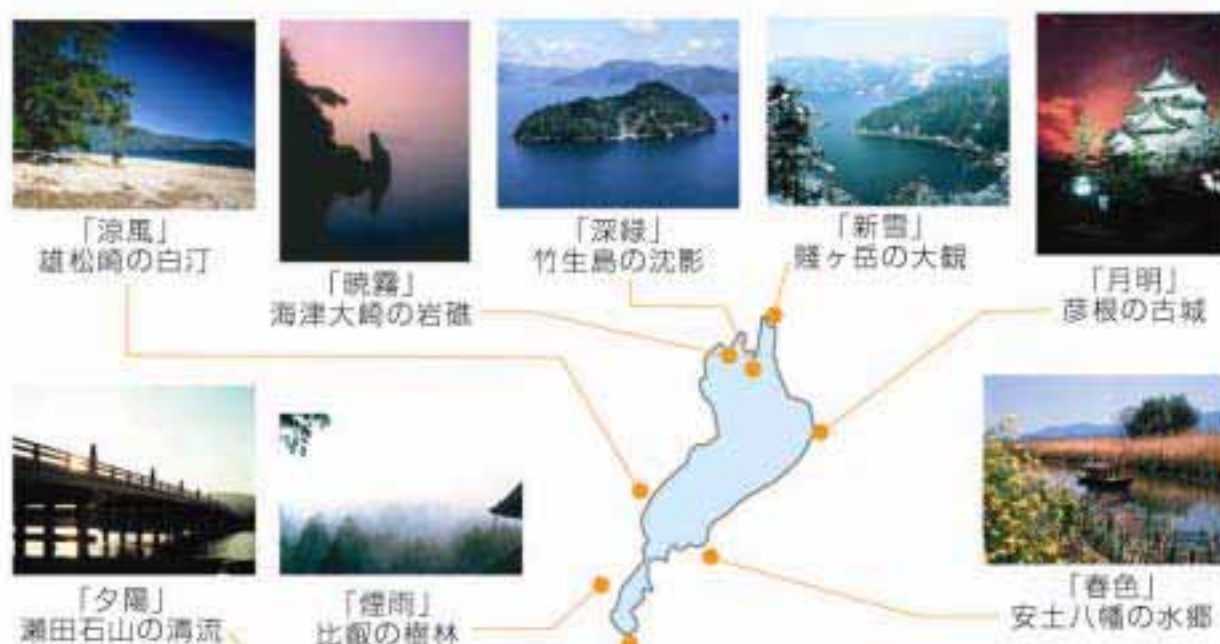 「涼風」
雄松崎の白汀
「暁霧」
海津大崎の岩礁
「深緑」
竹生島の沈影
「新雪」
賤ヶ岳の大観
「月明」
彦根の古城
「夕陽」
瀬田石山の清流
「煙雨」
比叡の樹林
「春色」
安土八幡の水郷